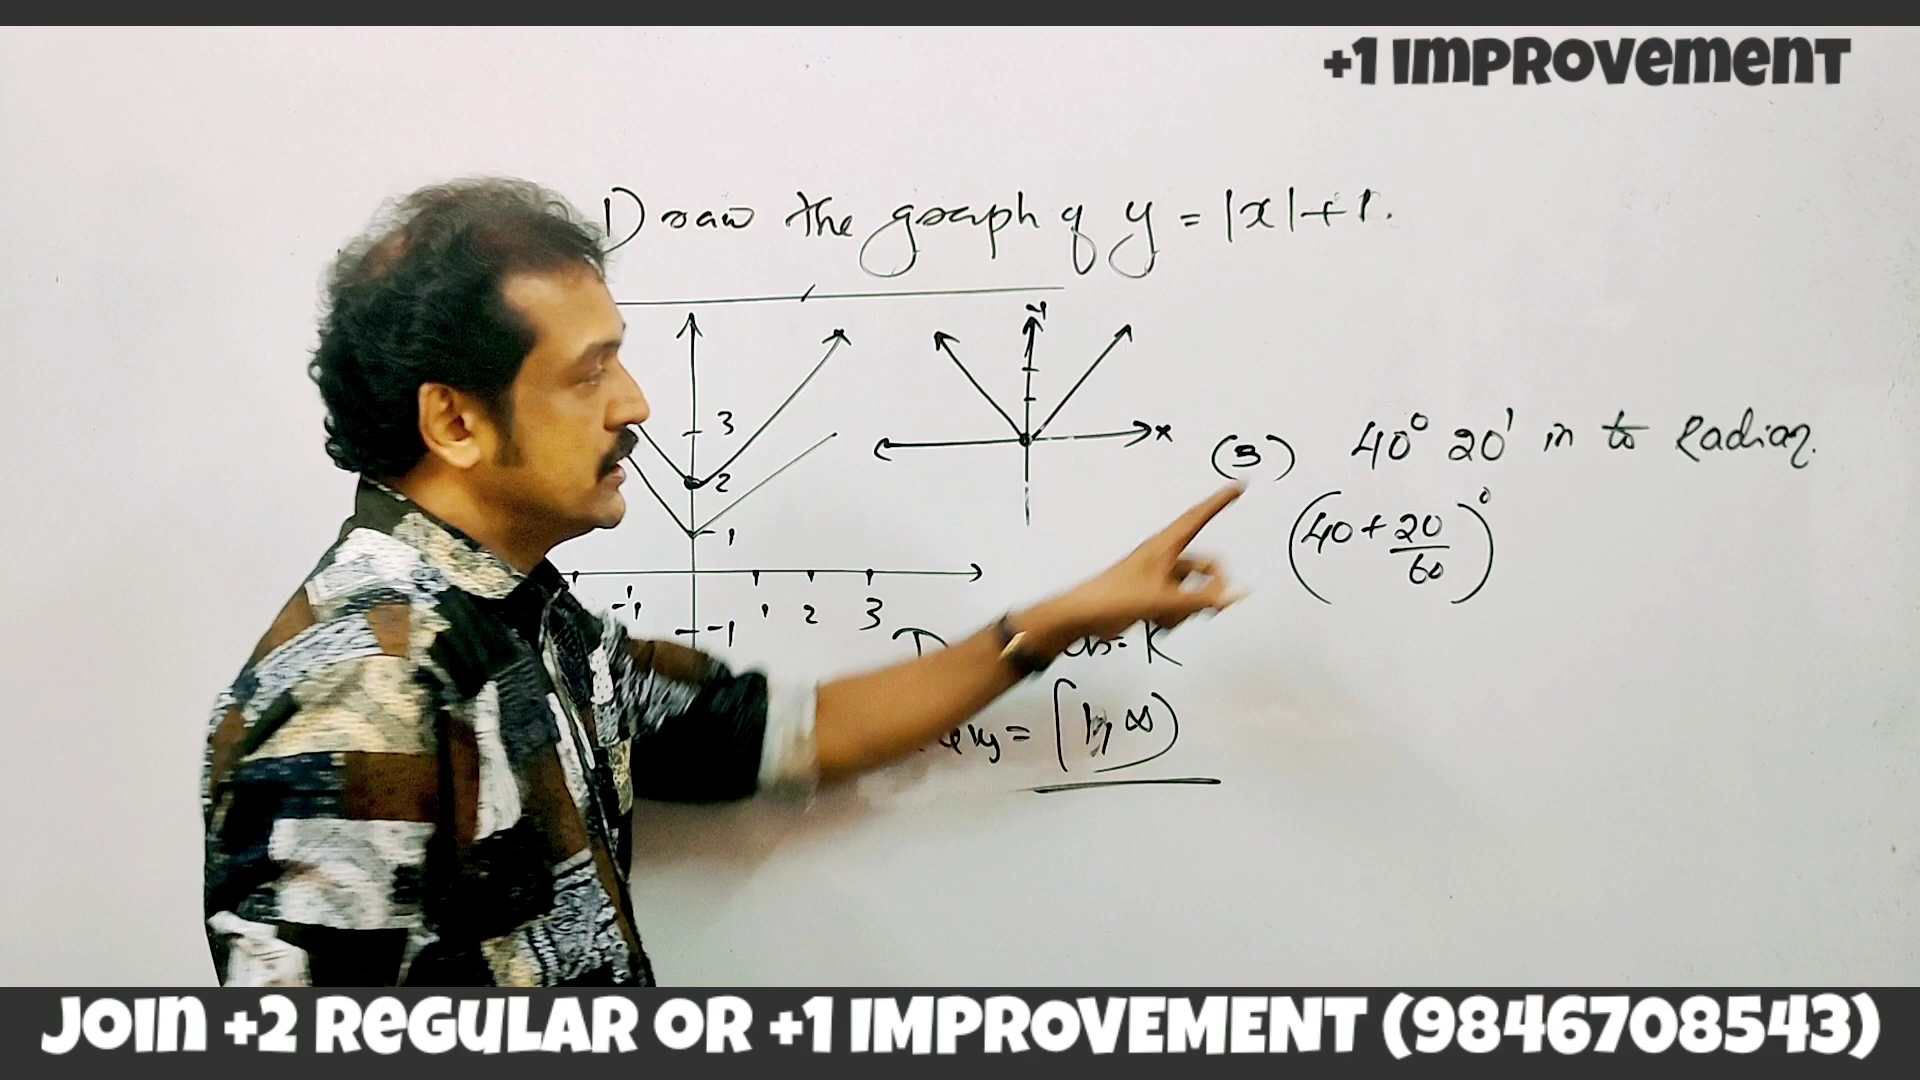 +1 IMPROVEMENT
Draw the graph of y = |x|+1.
3
2
1
-1 1 2 3
-1
x
(3) 40° 20' in to Radian.
(40 + 20/60)°
= R
= [1, ∞)
JOIN +2 REGULAR OR +1 IMPROVEMENT (9846708543)